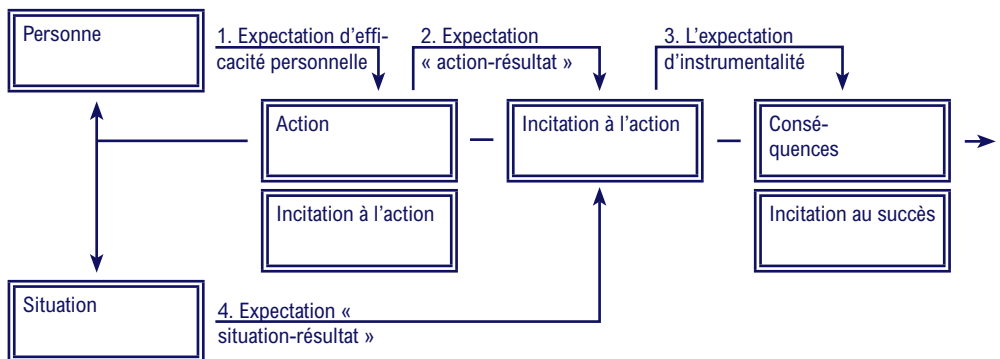 Personne
1. Expectation d'effi-
cacité personnelle
2. Expectation
« action-résultat »
3. L'expectation
d'instrumentalité
Action
Incitation à l'action
Consé-
quences
Incitation à l'action
Incitation au succès
Situation
4. Expectation «
situation-résultat »